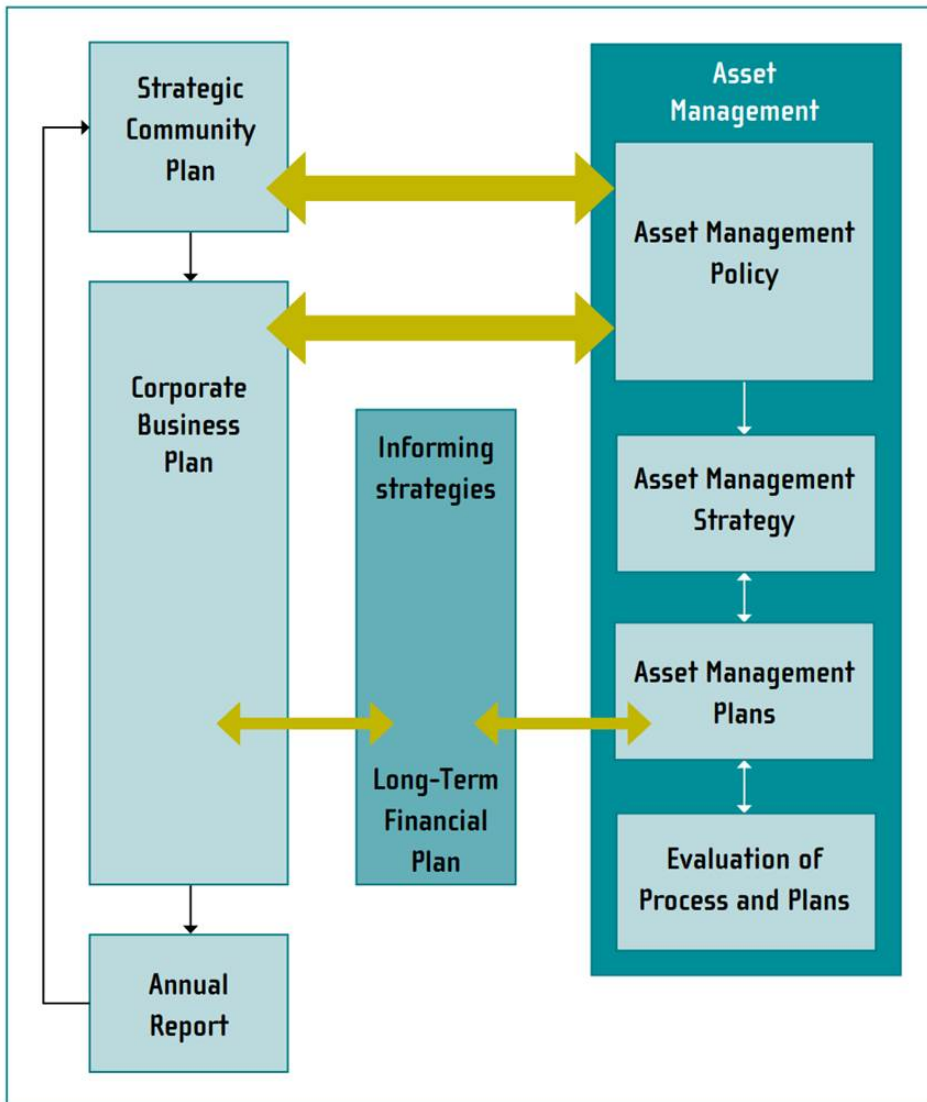 Strategic
Community
Plan
Corporate
Business
Plan
Annual
Report
Informing
strategies
Long-Term
Financial
Plan
Asset
Management
Asset Management
Policy
Asset Management
Strategy
Asset Management
Plans
Evaluation of
Process and Plans